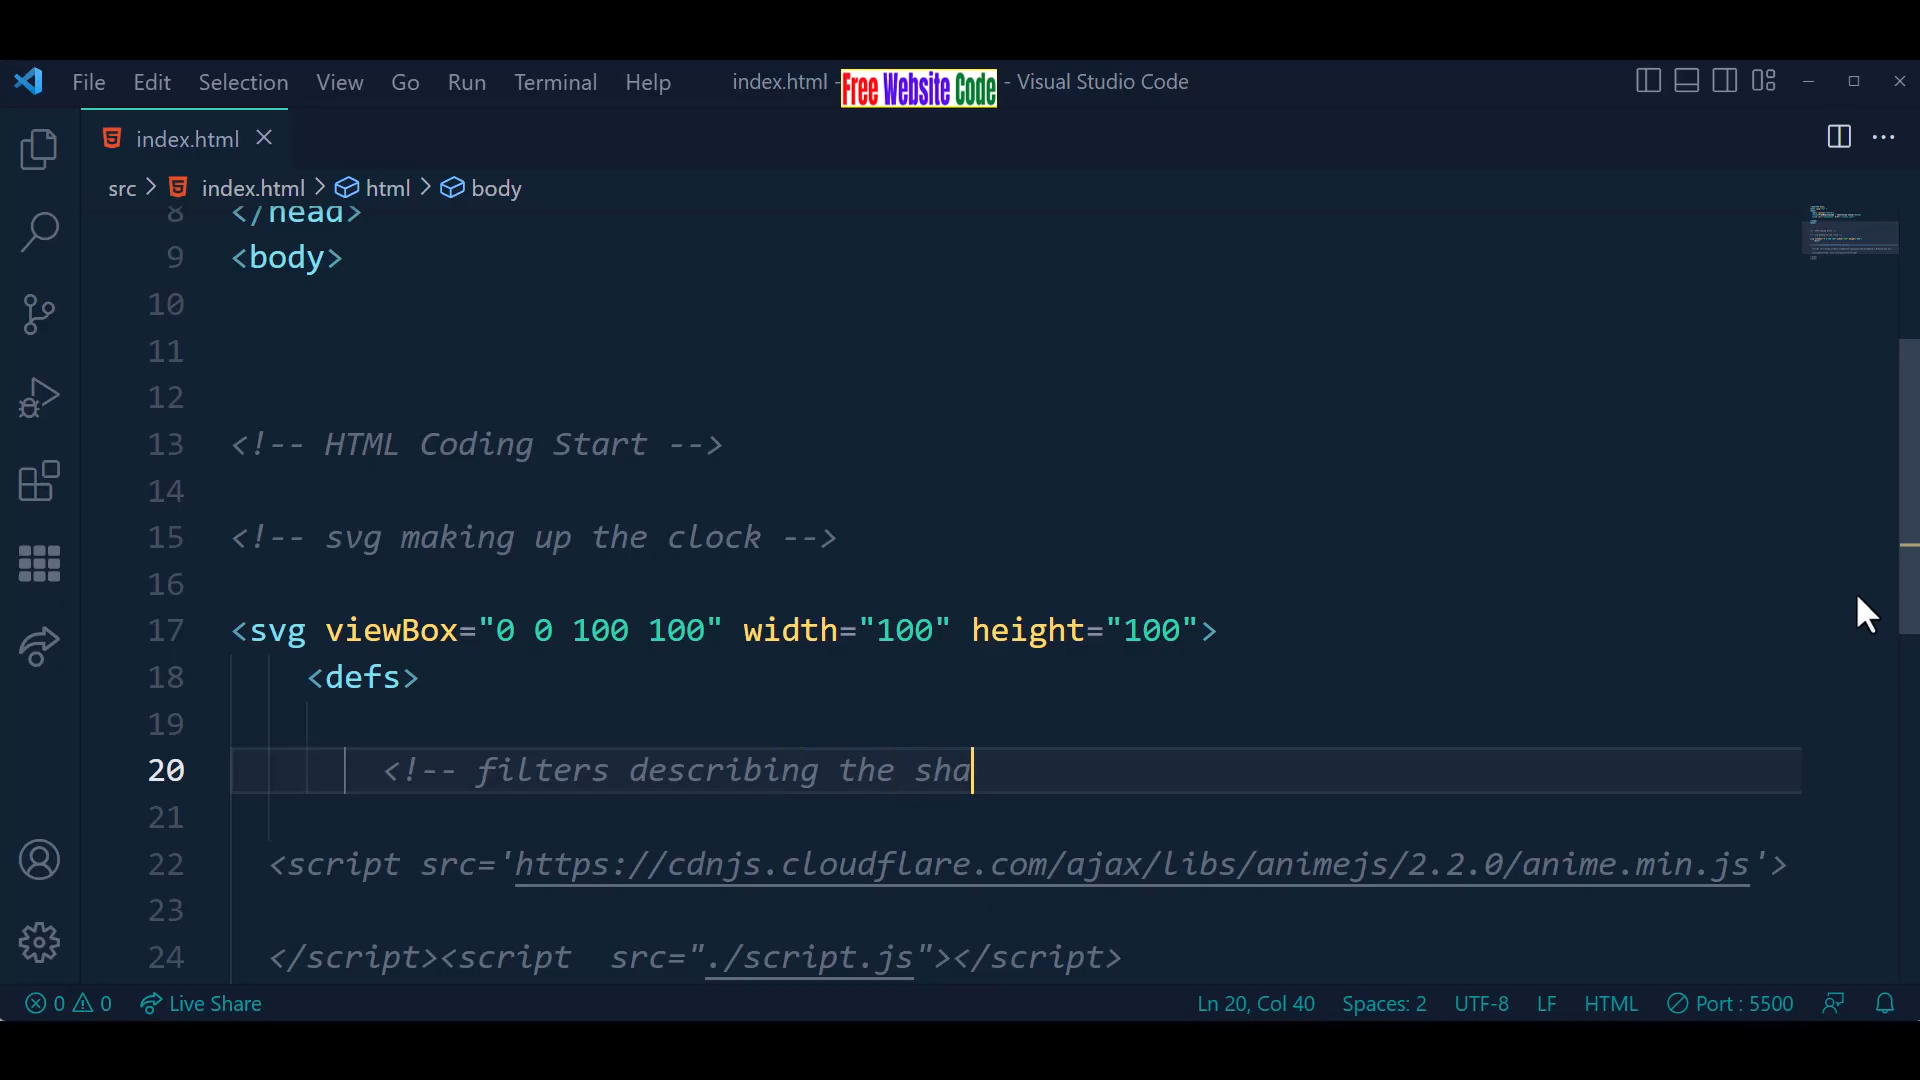 File Edit Selection View Go Run Terminal Help index.html - Free Website Code - Visual Studio Code
index.html
src > index.html > html > body
8 </head>
9 <body>
10
11
12
13 <!-- HTML Coding Start -->
14
15 <!-- svg making up the clock -->
16
17 <svg viewBox="0 0 100 100" width="100" height="100">
18 <defs>
19
20 <!-- filters describing the sha
21
22 <script src='https://cdnjs.cloudflare.com/ajax/libs/animejs/2.2.0/anime.min.js'>
23
24 </script><script  src="./script.js"></script>
0 0 Live Share Ln 20, Col 40 Spaces: 2 UTF-8 LF HTML Port : 5500